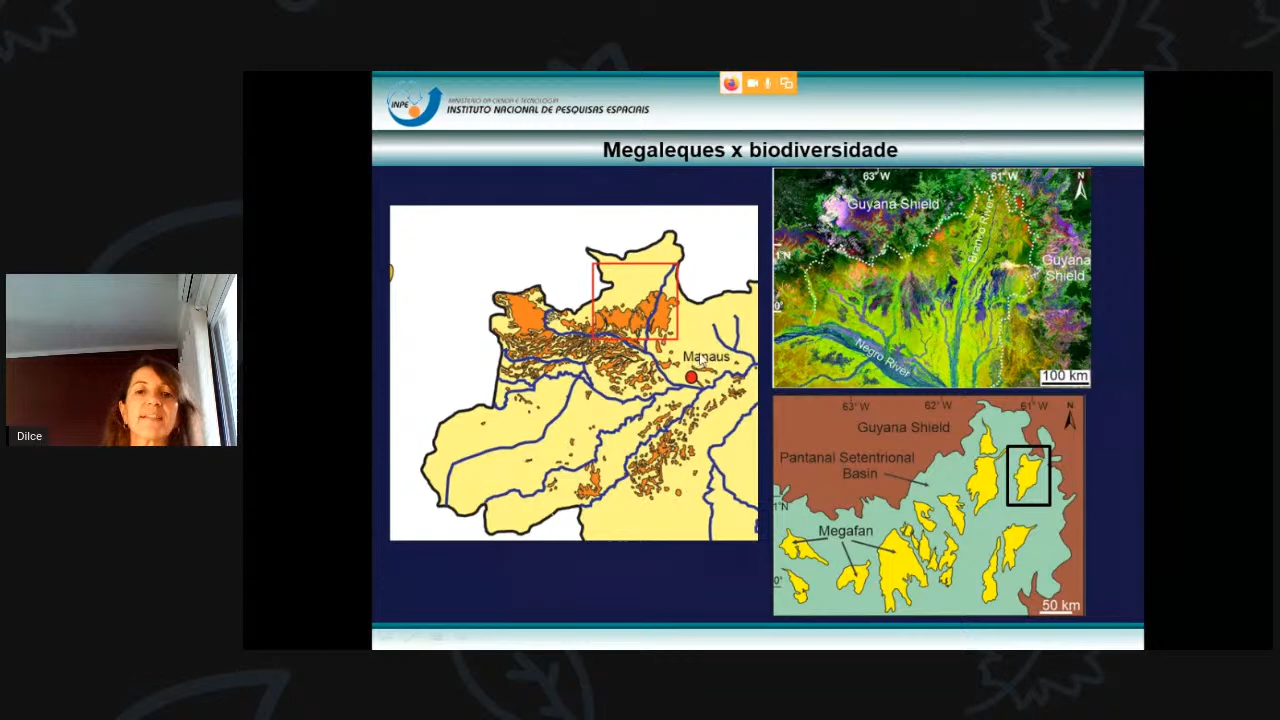 INPE
MINISTÉRIO DA CIÊNCIA E TECNOLOGIA
INSTITUTO NACIONAL DE PESQUISAS ESPACIAIS
Megaleques x biodiversidade
Manaus
63° W
61° W
N
Guyana Shield
Branco River
Guyana
Shield
1°N
0°
Negro River
100 km
63° W
62° W
61° W
N
Guyana Shield
Pantanal Setentrional
Basin
1°N
Megafan
0°
50 km
Dilce